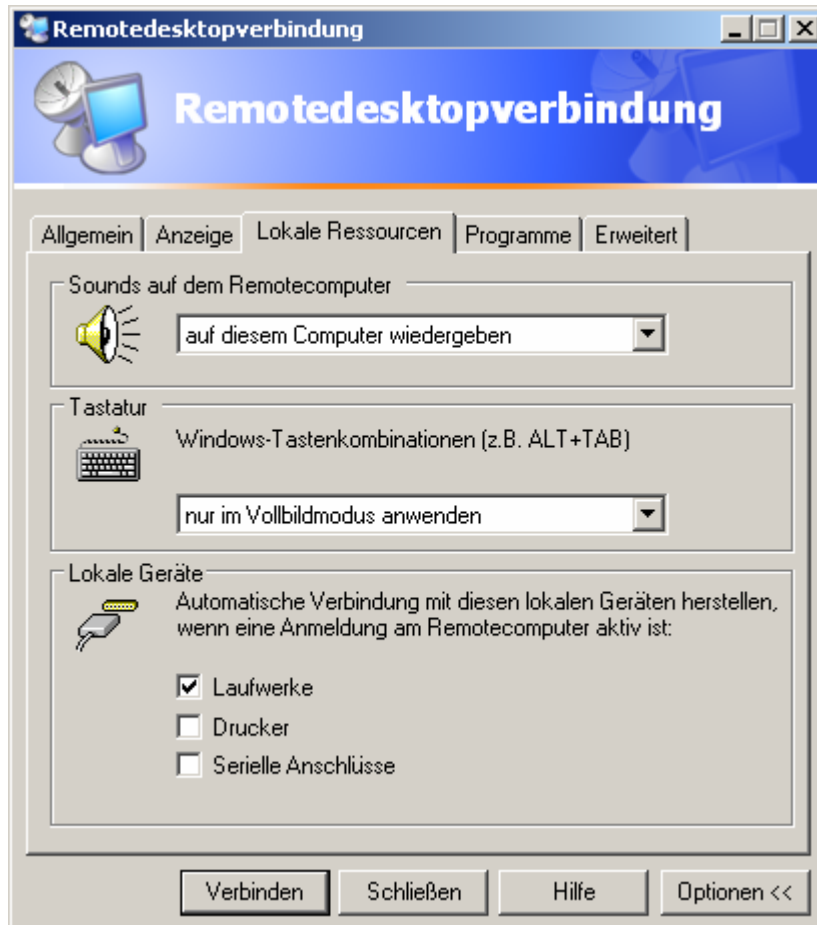 Remotedesktopverbindung
Remotedesktopverbindung
Allgemein Anzeige Lokale Ressourcen Programme Erweitert
Sounds auf dem Remotecomputer
auf diesem Computer wiedergeben
Tastatur
Windows-Tastenkombinationen (z.B. ALT+TAB)
nur im Vollbildmodus anwenden
Lokale Geräte
Automatische Verbindung mit diesen lokalen Geräten herstellen,
wenn eine Anmeldung am Remotecomputer aktiv ist:
Laufwerke
Drucker
Serielle Anschlüsse
Verbinden Schließen Hilfe Optionen <<